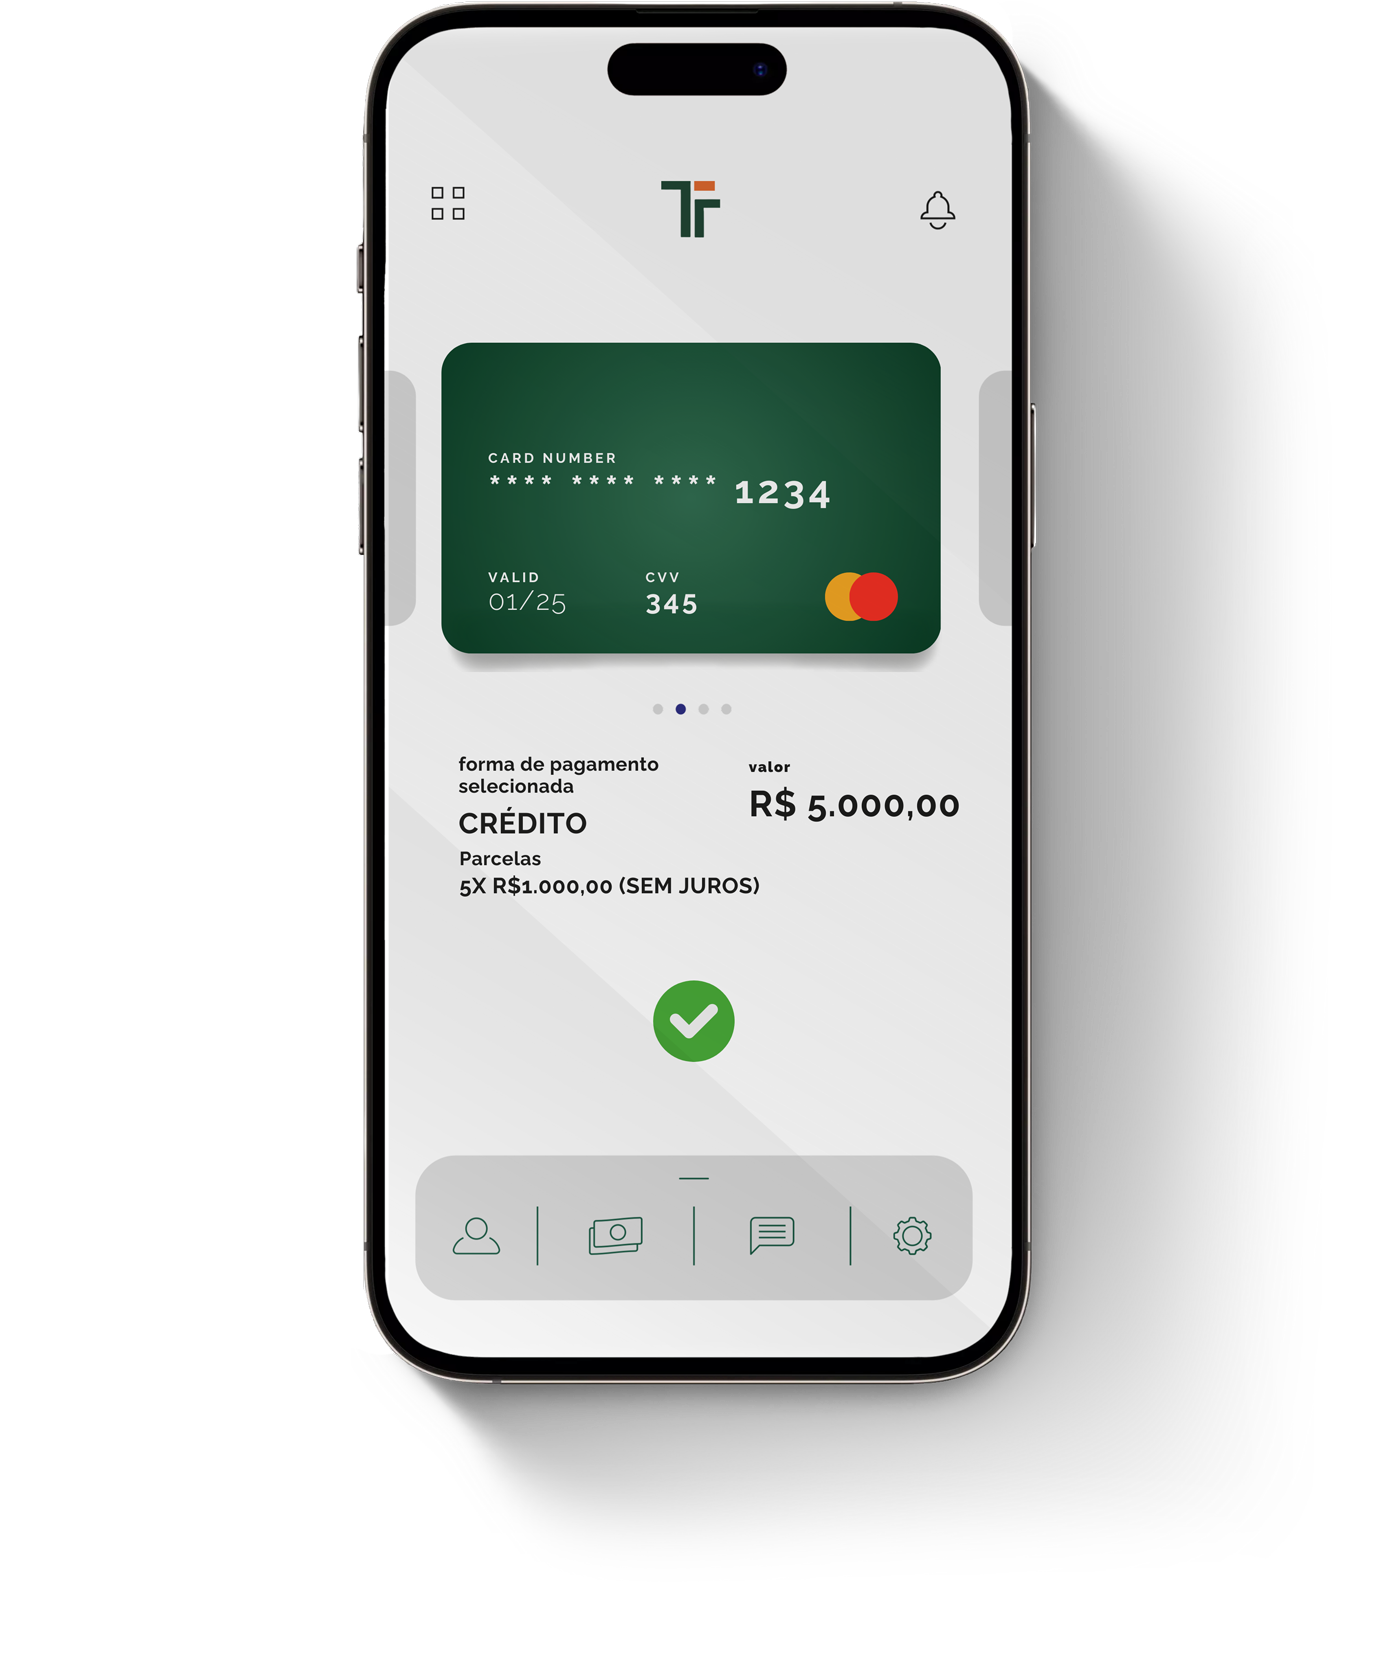 CARD NUMBER
**** **** **** 1234
VALID
01/25
CVV
345
forma de pagamento
selecionada
CRÉDITO
valor
R$ 5.000,00
Parcelas
5X R$1.000,00 (SEM JUROS)